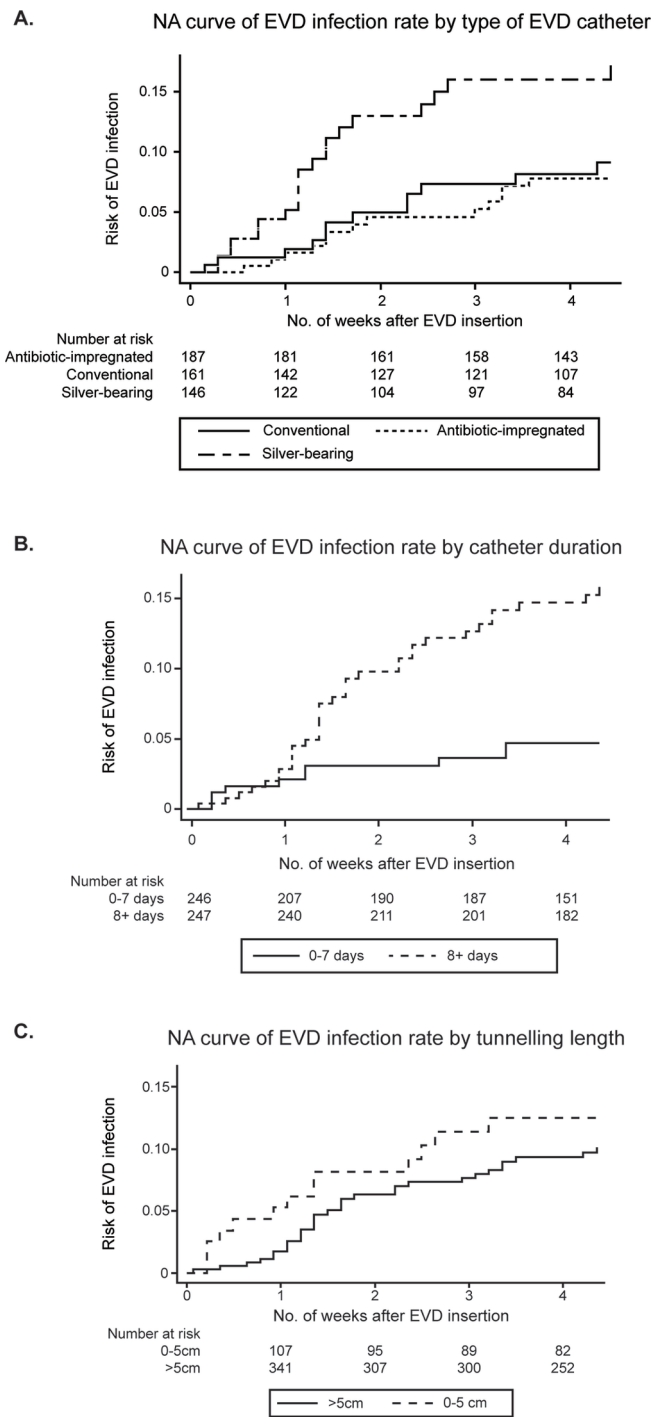 A.
NA curve of EVD infection rate by type of EVD catheter
0.15
0.10
0.05
0
Risk of EVD infection
0 1 2 3 4
No. of weeks after EVD insertion
Number at risk
Antibiotic-impregnated 187 181 161 158 143
Conventional 161 142 127 121 107
Silver-bearing 146 122 104 97 84
Conventional Antibiotic-impregnated
Silver-bearing
B.
NA curve of EVD infection rate by catheter duration
0.15
0.10
0.05
0
Risk of EVD infection
0 1 2 3 4
No. of weeks after EVD insertion
Number at risk
0-7 days 246 207 190 187 151
8+ days 247 240 211 201 182
0-7 days 8+ days
C.
NA curve of EVD infection rate by tunnelling length
0.15
0.10
0.05
0
Risk of EVD infection
0 1 2 3 4
No. of weeks after EVD insertion
Number at risk
0-5cm 107 95 89 82
>5cm 341 307 300 252
>5cm 0-5 cm